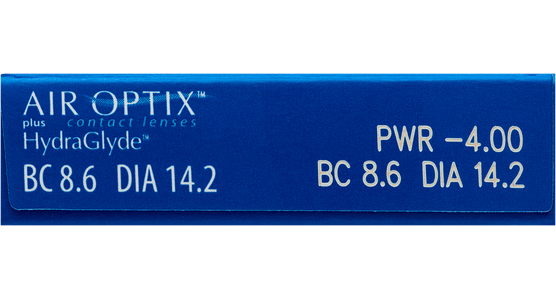 AIR OPTIX™
plus contact lenses
HydraGlyde™
BC 8.6 DIA 14.2
PWR −4.00
BC 8.6 DIA 14.2